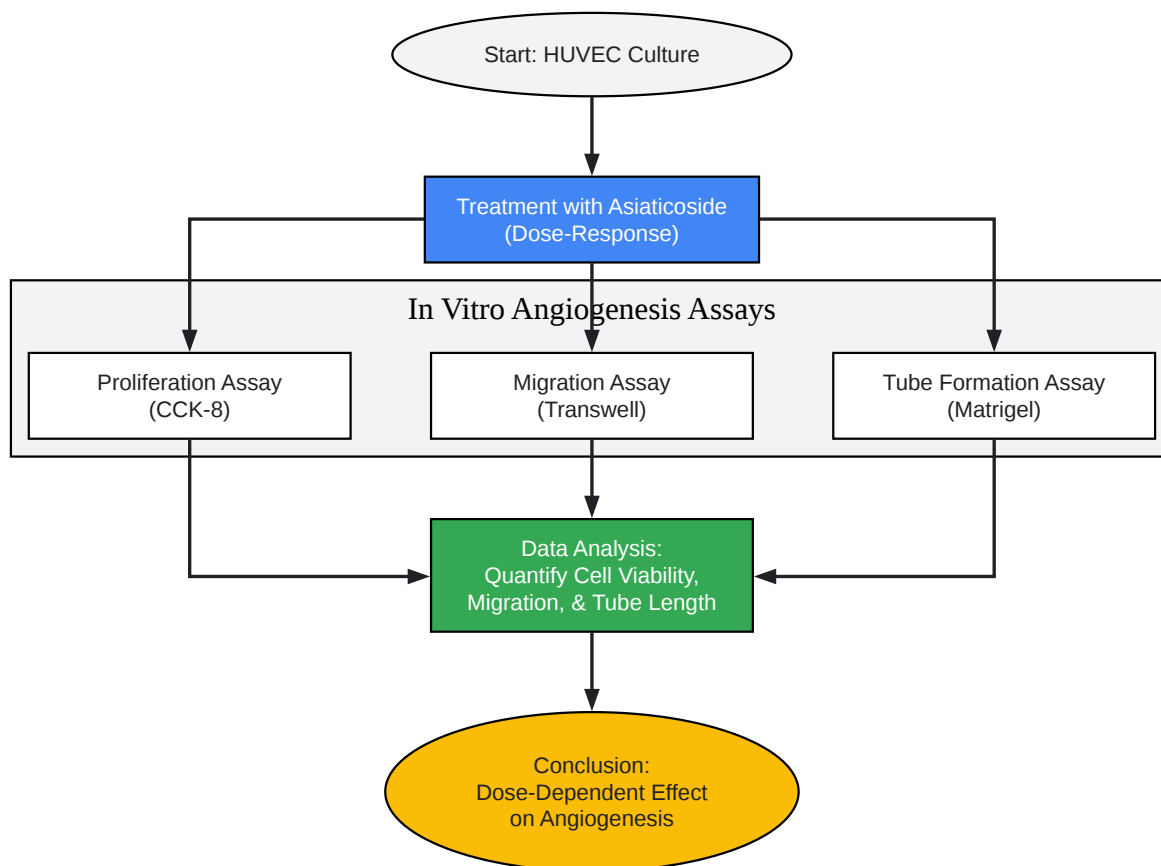 Start: HUVEC Culture
Treatment with Asiaticoside
(Dose-Response)
In Vitro Angiogenesis Assays
Proliferation Assay
(CCK-8)
Migration Assay
(Transwell)
Tube Formation Assay
(Matrigel)
Data Analysis:
Quantify Cell Viability,
Migration, & Tube Length
Conclusion:
Dose-Dependent Effect
on Angiogenesis